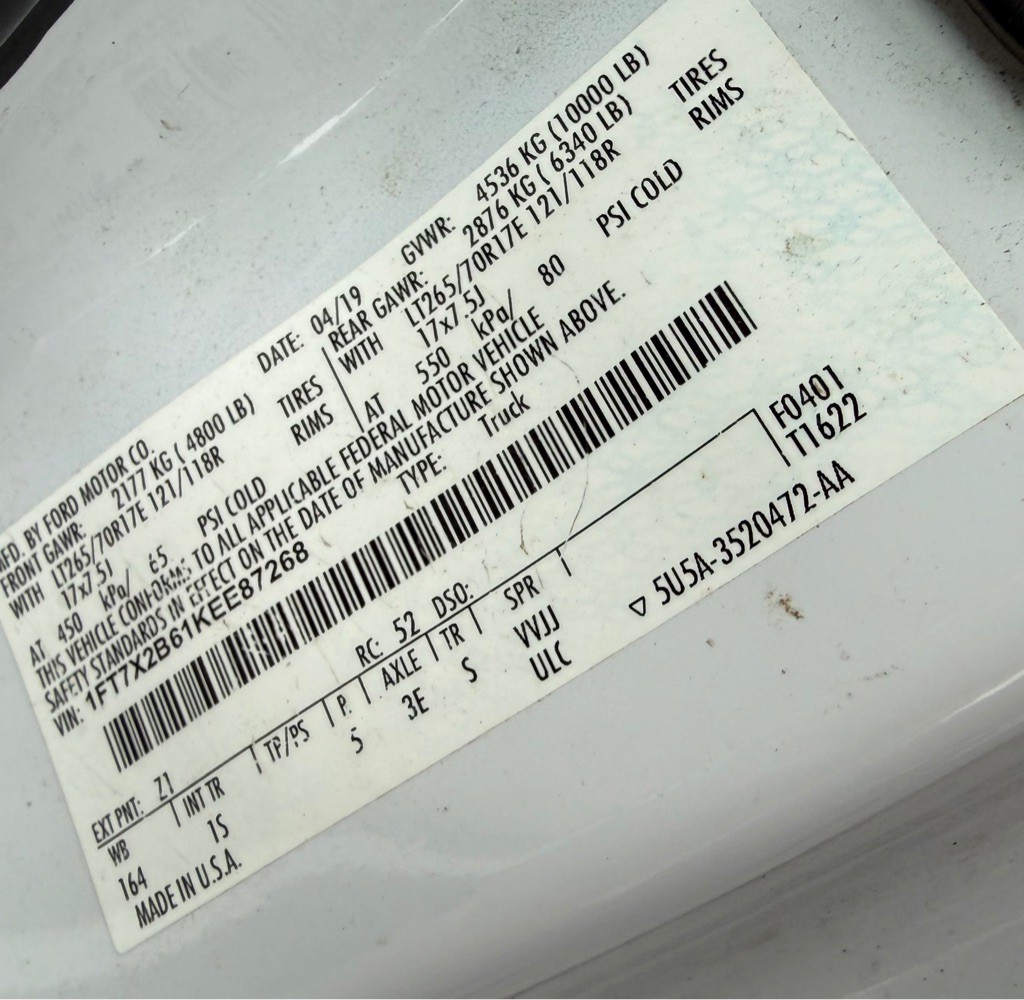 MFD. BY FORD MOTOR CO. DATE: 04/19 GVWR: 4536 KG (10000 LB)
FRONT GAWR: 2177 KG ( 4800 LB) REAR GAWR: 2876 KG ( 6340 LB)
WITH LT265/70R17E 121/118R TIRES WITH LT265/70R17E 121/118R TIRES
17x7.5J RIMS 17x7.5J RIMS
AT 450 kPa/ 65 PSI COLD AT 550 kPa/ 80 PSI COLD
THIS VEHICLE CONFORMS TO ALL APPLICABLE FEDERAL MOTOR VEHICLE
SAFETY STANDARDS IN EFFECT ON THE DATE OF MANUFACTURE SHOWN ABOVE.
VIN: 1FT7X2B61KEE87268 TYPE: Truck
F0401
T1622
EXT PNT: Z1 RC: 52 DSO:
WB INT TR TP/PS P. AXLE TR SPR
164 1S 5 3E S VVJJ
ULC
MADE IN U.S.A. ▽ 5U5A-3520472-AA